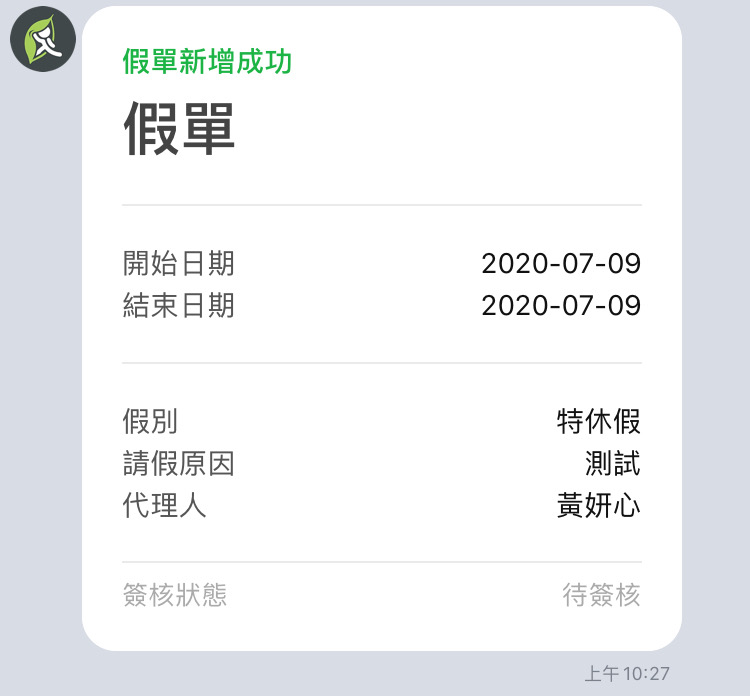 假單新增成功
假單
開始日期 2020-07-09
結束日期 2020-07-09
假別 特休假
請假原因 測試
代理人 黃妍心
簽核狀態 待簽核
上午10:27